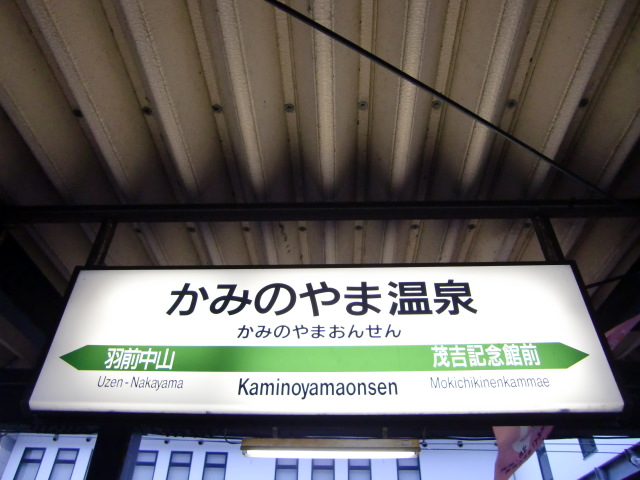 かみのやま温泉
かみのやまおんせん
羽前中山 茂吉記念館前
Uzen-Nakayama Kaminoyamaonsen Mokichikinenkammae